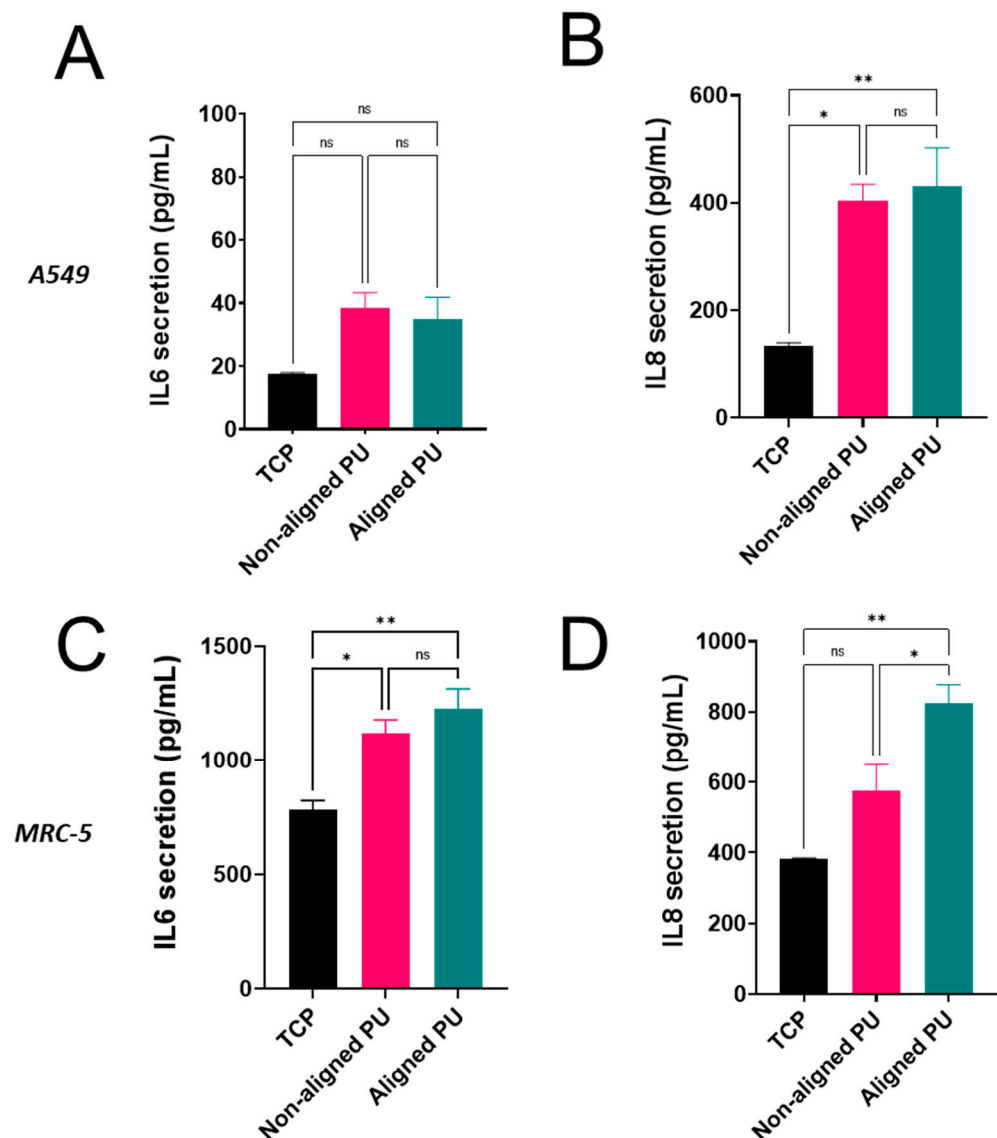 A
B
ns
ns
ns
100
80
60
40
20
0
IL6 secretion (pg/mL)
TCP
Non-aligned PU
Aligned PU
A549
**
*
ns
600
400
200
0
IL8 secretion (pg/mL)
TCP
Non-aligned PU
Aligned PU
C
D
**
*
ns
1500
1000
500
0
IL6 secretion (pg/mL)
TCP
Non-aligned PU
Aligned PU
MRC-5
**
ns
*
1000
800
600
400
200
0
IL8 secretion (pg/mL)
TCP
Non-aligned PU
Aligned PU